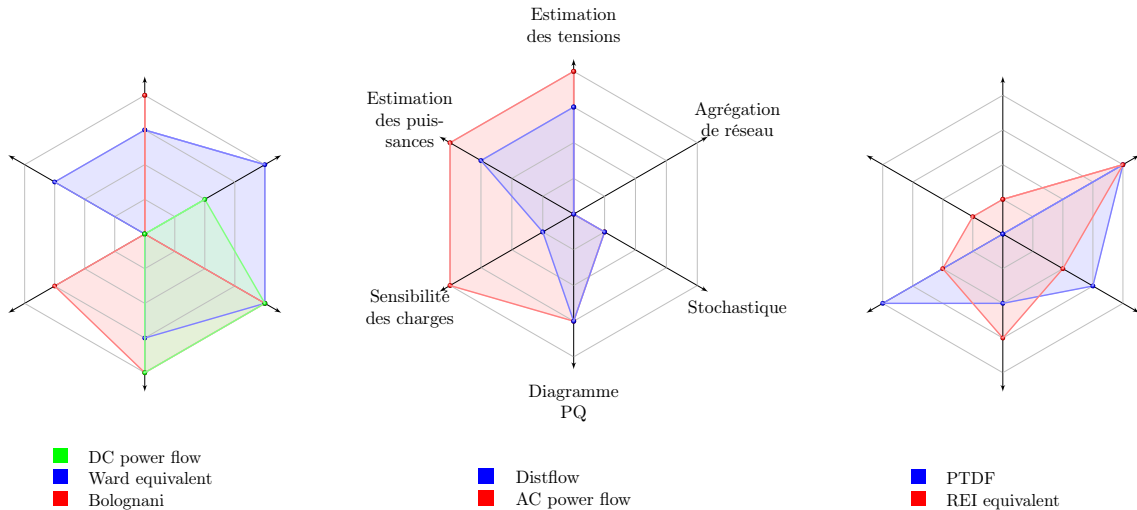 Estimation
des tensions
Estimation
des puis-
sances
Agrégation
de réseau
Sensibilité
des charges
Stochastique
Diagramme
PQ
DC power flow
Ward equivalent
Bolognani
Distflow
AC power flow
PTDF
REI equivalent